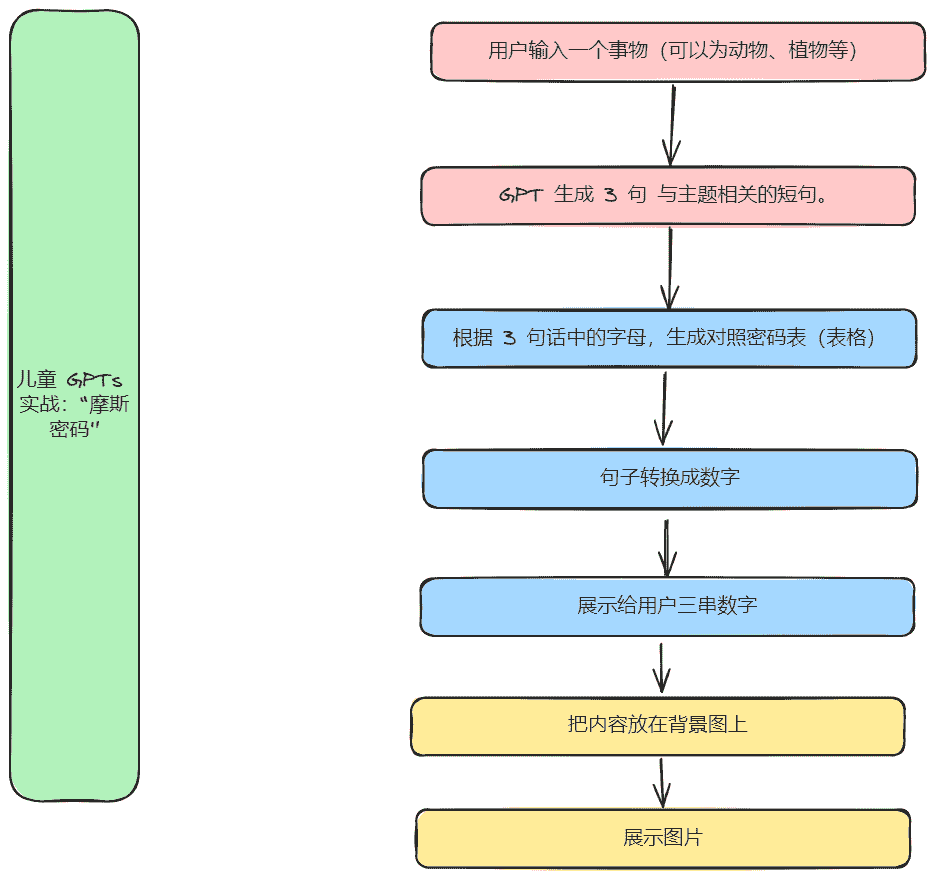 儿童 GPTs
实战：“摩斯
密码”
用户输入一个事物（可以为动物、植物等）
GPT 生成 3 句 与主题相关的短句。
根据 3 句话中的字母，生成对照密码表（表格）
句子转换成数字
展示给用户三串数字
把内容放在背景图上
展示图片